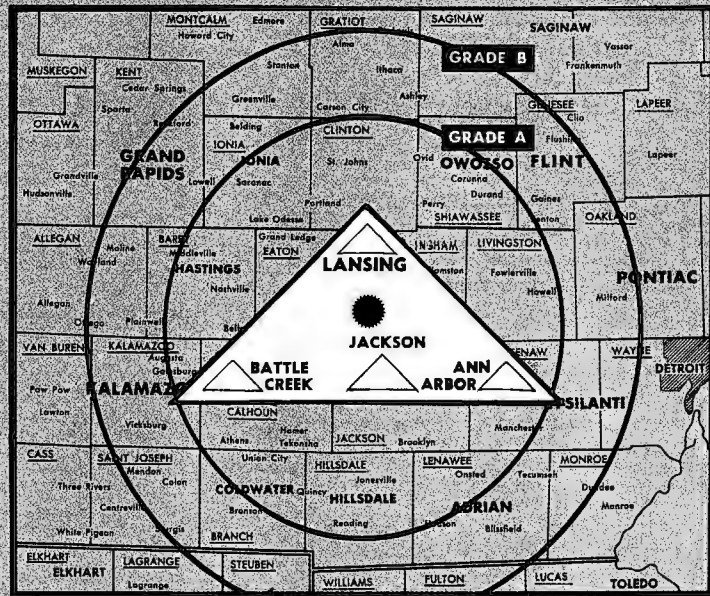 MONTCALM Edmore GRATIOT SAGINAW SAGINAW
Howard City
Alma Vassar
GRADE B
Stanton Frankenmuth
MUSKEGON KENT Ithaca
Cedar Springs
Greenville Ashley
Sparta Carson City GENESEE Clio LAPEER
OTTAWA Rockford Belding CLINTON GRADE A Flushing
IONIA
GRAND RAPIDS IONIA St. Johns Ovid OWOSSO FLINT Lapeer
Grandville Lowell Saranac Corunna
Hudsonville Durand Gaines
Portland Perry
Lake Odessa SHIAWASSEE Fenton OAKLAND
ALLEGAN Moline BARRY Grand Ledge INGHAM LIVINGSTON
Wayland Middleville EATON
HASTINGS LANSING Fowlerville PONTIAC
Nashville Howell Milford
Allegan
Otsego Plainwell
VAN BUREN KALAMAZOO JACKSON WAYNE
Augusta DETROIT
Galesburg BATTLE CREEK ANN ARBOR
Paw Paw KALAMAZOO
Lawton CALHOUN YPSILANTI
Vicksburg Homer Manchester
Athens Tekonsha JACKSON Brooklyn
CASS SAINT JOSEPH Union City HILLSDALE LENAWEE MONROE
Mendon Jonesville Onsted Tecumseh
Three Rivers Colon COLDWATER Quincy HILLSDALE Dundee
Centreville Bronson ADRIAN Monroe
White Pigeon Sturgis Reading Hudson Blissfield
BRANCH
ELKHART LAGRANGE STEUBEN
ELKHART WILLIAMS FULTON LUCAS TOLEDO
Lagrange